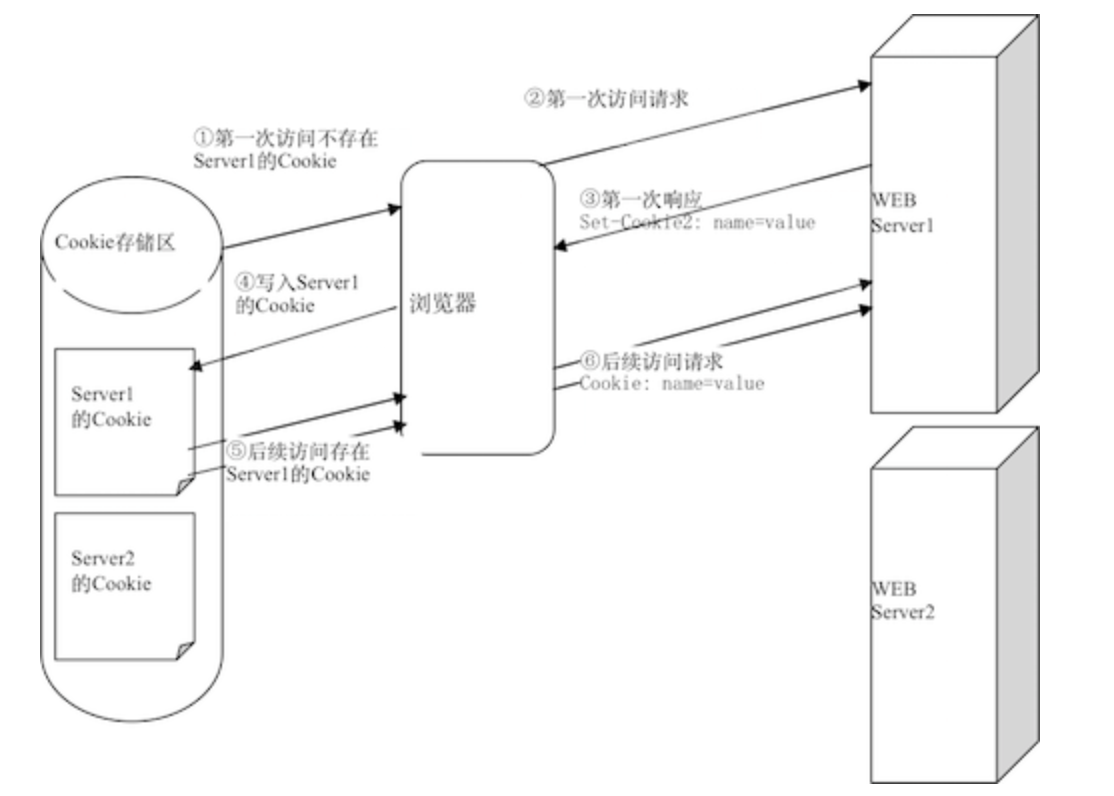 ②第一次访问请求
①第一次访问不存在
Server1的Cookie
③第一次响应
Set-Cookie2: name=value
WEB
Server1
Cookie存储区
④写入Server1
的Cookie
浏览器
⑥后续访问请求
Cookie: name=value
Server1
的Cookie
⑤后续访问存在
Server1的Cookie
Server2
的Cookie
WEB
Server2